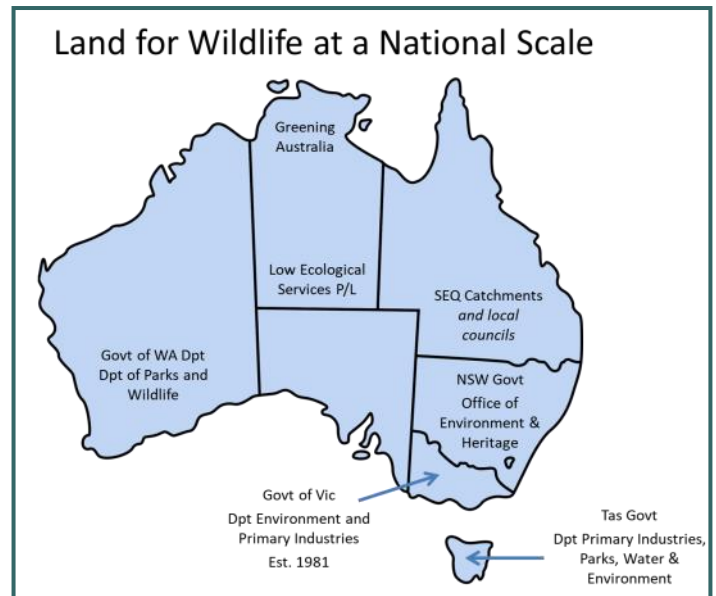 Land for Wildlife at a National Scale
Greening
Australia
Low Ecological
Services P/L
SEQ Catchments
and local
councils
Govt of WA Dpt
Dpt of Parks and
Wildlife
NSW Govt
Office of
Environment &
Heritage
Govt of Vic
Dpt Environment and
Primary Industries
Est. 1981
Tas Govt
Dpt Primary Industries,
Parks, Water &
Environment